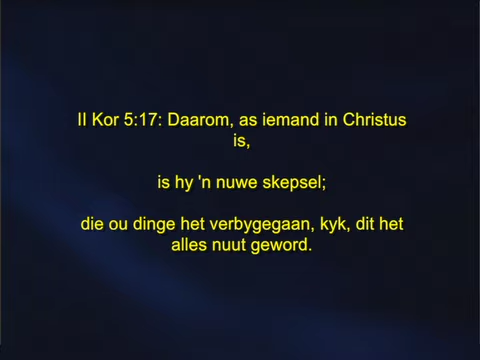 II Kor 5:17: Daarom, as iemand in Christus
is,
is hy 'n nuwe skepsel;
die ou dinge het verbygegaan, kyk, dit het
alles nuut geword.